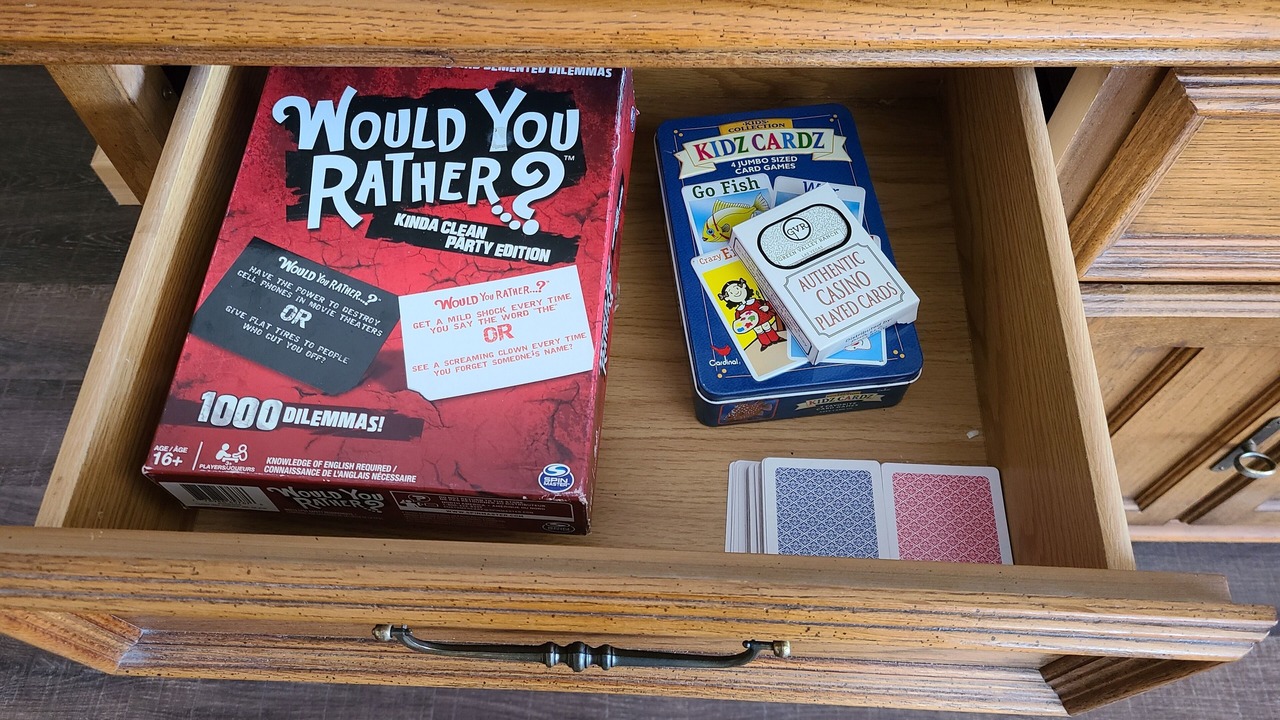 DEMENTED DILEMMAS
WOULD YOU
RATHER...?™
KINDA CLEAN
PARTY EDITION
WOULD YOU RATHER...?
HAVE THE POWER TO DESTROY
CELL PHONES IN MOVIE THEATERS
OR
GIVE FLAT TIRES TO PEOPLE
WHO CUT YOU OFF?
WOULD YOU RATHER...?
GET A MILD SHOCK EVERY TIME
YOU SAY THE WORD "THE"
OR
SEE A SCREAMING CLOWN EVERY TIME
YOU FORGET SOMEONE'S NAME?
1000 DILEMMAS!
AGE / ÂGE
16+
PLAYERS/JOUEURS
KNOWLEDGE OF ENGLISH REQUIRED /
CONNAISSANCE DE L'ANGLAIS NÉCESSAIRE
SPIN
MASTER
WOULD YOU
RATHER...?
KIDS
COLLECTION
KIDZ CARDZ
4 JUMBO SIZED
CARD GAMES
Go Fish
Crazy
Cardinal
KIDZ CARDZ
GVR
GREEN VALLEY RANCH
AUTHENTIC
CASINO
PLAYED CARDS